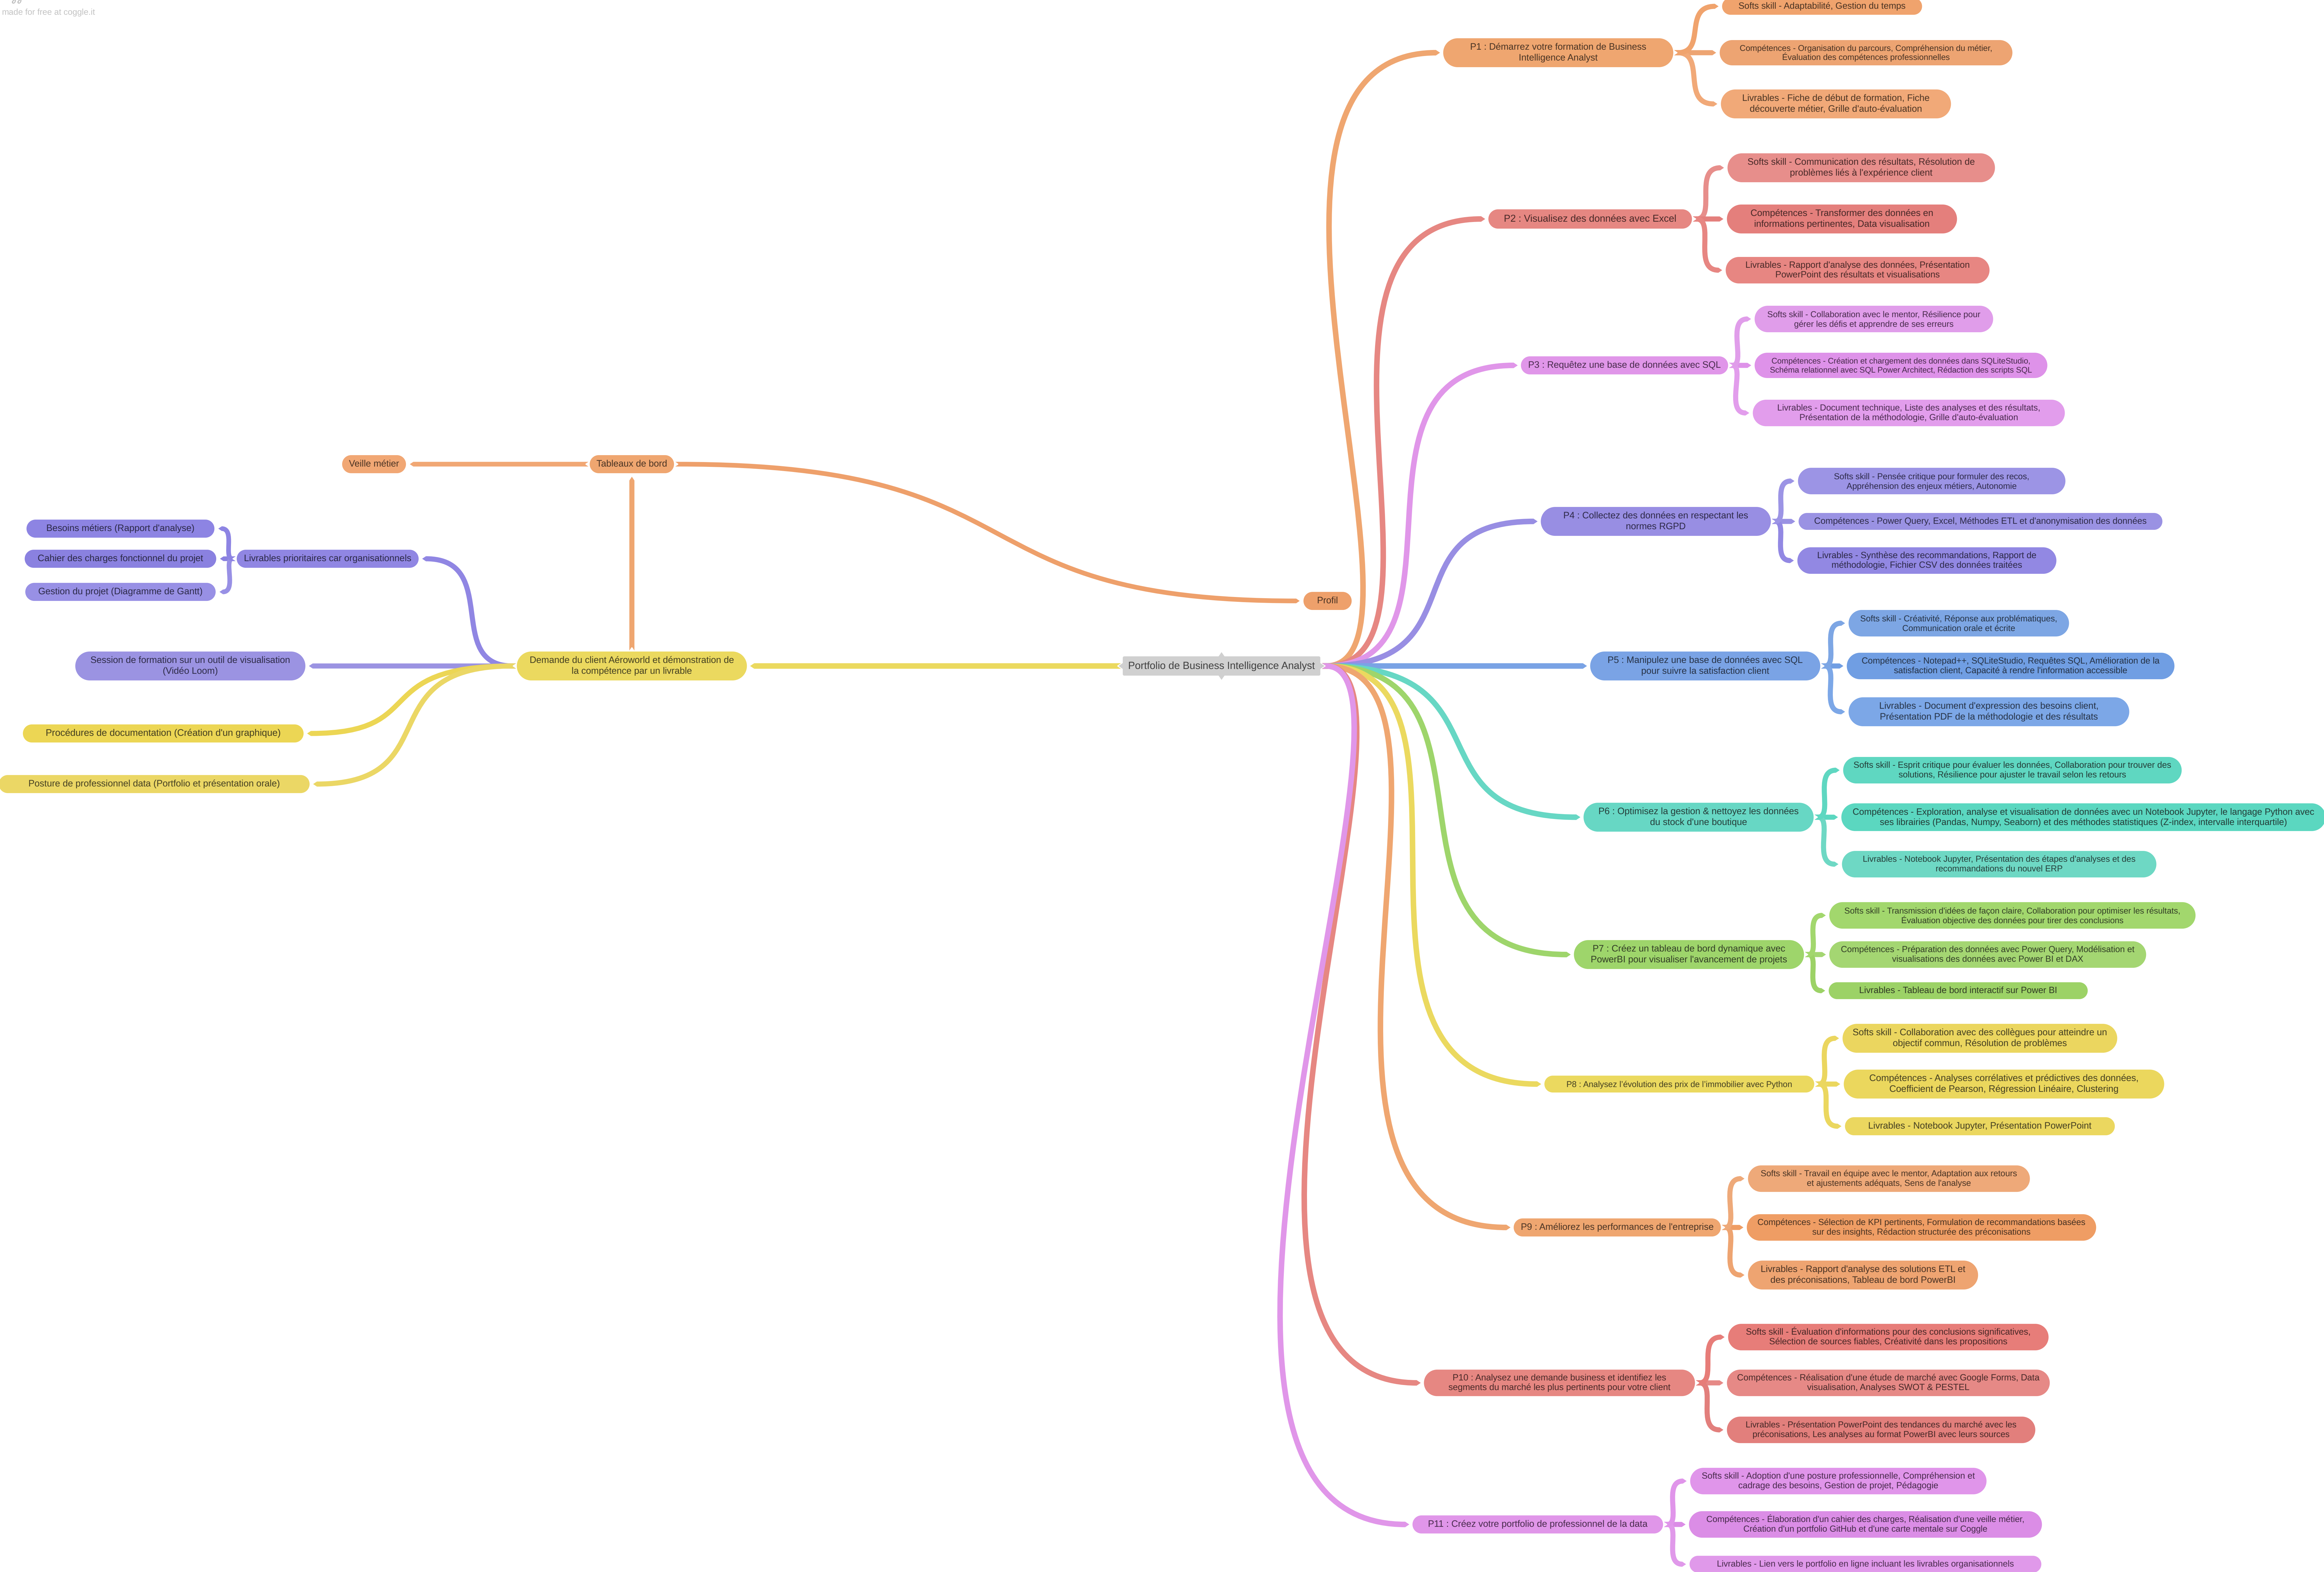 made for free at coggle.it
Portfolio de Business Intelligence Analyst
P1 : Démarrez votre formation de Business
Intelligence Analyst
Softs skill - Adaptabilité, Gestion du temps
Compétences - Organisation du parcours, Compréhension du métier,
Évaluation des compétences professionnelles
Livrables - Fiche de début de formation, Fiche
découverte métier, Grille d'auto-évaluation
P2 : Visualisez des données avec Excel
Softs skill - Communication des résultats, Résolution de
problèmes liés à l'expérience client
Compétences - Transformer des données en
informations pertinentes, Data visualisation
Livrables - Rapport d'analyse des données, Présentation
PowerPoint des résultats et visualisations
P3 : Requêtez une base de données avec SQL
Softs skill - Collaboration avec le mentor, Résilience pour
gérer les défis et apprendre de ses erreurs
Compétences - Création et chargement des données dans SQLiteStudio,
Schéma relationnel avec SQL Power Architect, Rédaction des scripts SQL
Livrables - Document technique, Liste des analyses et des résultats,
Présentation de la méthodologie, Grille d'auto-évaluation
P4 : Collectez des données en respectant les
normes RGPD
Softs skill - Pensée critique pour formuler des recos,
Appréhension des enjeux métiers, Autonomie
Compétences - Power Query, Excel, Méthodes ETL et d'anonymisation des données
Livrables - Synthèse des recommandations, Rapport de
méthodologie, Fichier CSV des données traitées
P5 : Manipulez une base de données avec SQL
pour suivre la satisfaction client
Softs skill - Créativité, Réponse aux problématiques,
Communication orale et écrite
Compétences - Notepad++, SQLiteStudio, Requêtes SQL, Amélioration de la
satisfaction client, Capacité à rendre l'information accessible
Livrables - Document d'expression des besoins client,
Présentation PDF de la méthodologie et des résultats
P6 : Optimisez la gestion & nettoyez les données
du stock d'une boutique
Softs skill - Esprit critique pour évaluer les données, Collaboration pour trouver des
solutions, Résilience pour ajuster le travail selon les retours
Compétences - Exploration, analyse et visualisation de données avec un Notebook Jupyter, le langage Python avec
ses librairies (Pandas, Numpy, Seaborn) et des méthodes statistiques (Z-index, intervalle interquartile)
Livrables - Notebook Jupyter, Présentation des étapes d'analyses et des
recommandations du nouvel ERP
P7 : Créez un tableau de bord dynamique avec
PowerBI pour visualiser l'avancement de projets
Softs skill - Transmission d'idées de façon claire, Collaboration pour optimiser les résultats,
Évaluation objective des données pour tirer des conclusions
Compétences - Préparation des données avec Power Query, Modélisation et
visualisations des données avec Power BI et DAX
Livrables - Tableau de bord interactif sur Power BI
P8 : Analysez l'évolution des prix de l'immobilier avec Python
Softs skill - Collaboration avec des collègues pour atteindre un
objectif commun, Résolution de problèmes
Compétences - Analyses corrélatives et prédictives des données,
Coefficient de Pearson, Régression Linéaire, Clustering
Livrables - Notebook Jupyter, Présentation PowerPoint
P9 : Améliorez les performances de l'entreprise
Softs skill - Travail en équipe avec le mentor, Adaptation aux retours
et ajustements adéquats, Sens de l'analyse
Compétences - Sélection de KPI pertinents, Formulation de recommandations basées
sur des insights, Rédaction structurée des préconisations
Livrables - Rapport d'analyse des solutions ETL et
des préconisations, Tableau de bord PowerBI
P10 : Analysez une demande business et identifiez les
segments du marché les plus pertinents pour votre client
Softs skill - Évaluation d'informations pour des conclusions significatives,
Sélection de sources fiables, Créativité dans les propositions
Compétences - Réalisation d'une étude de marché avec Google Forms, Data
visualisation, Analyses SWOT & PESTEL
Livrables - Présentation PowerPoint des tendances du marché avec les
préconisations, Les analyses au format PowerBI avec leurs sources
P11 : Créez votre portfolio de professionnel de la data
Softs skill - Adoption d'une posture professionnelle, Compréhension et
cadrage des besoins, Gestion de projet, Pédagogie
Compétences - Élaboration d'un cahier des charges, Réalisation d'une veille métier,
Création d'un portfolio GitHub et d'une carte mentale sur Coggle
Livrables - Lien vers le portfolio en ligne incluant les livrables organisationnels
Profil
Tableaux de bord
Veille métier
Demande du client Aéroworld et démonstration de
la compétence par un livrable
Livrables prioritaires car organisationnels
Besoins métiers (Rapport d'analyse)
Cahier des charges fonctionnel du projet
Gestion du projet (Diagramme de Gantt)
Session de formation sur un outil de visualisation
(Vidéo Loom)
Procédures de documentation (Création d'un graphique)
Posture de professionnel data (Portfolio et présentation orale)